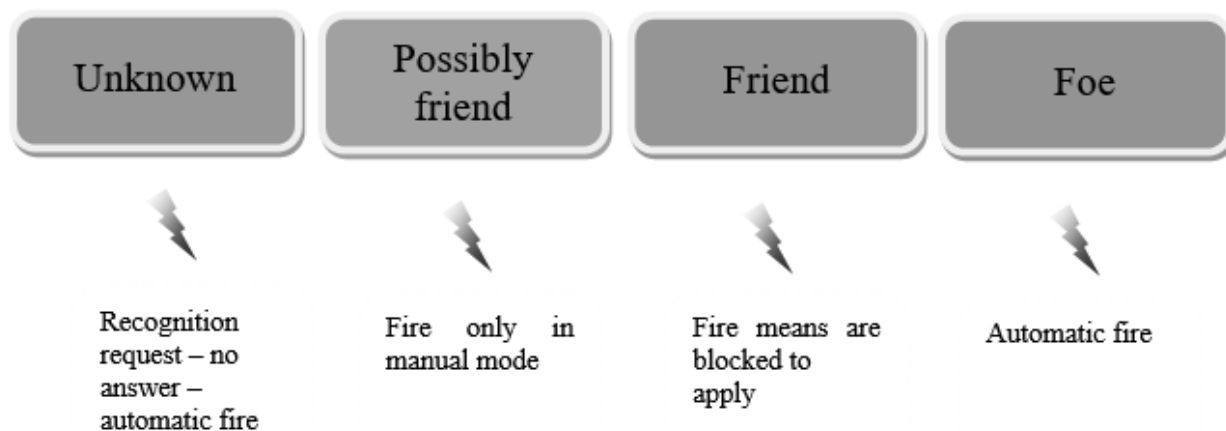 Unknown
Possibly
friend
Friend
Foe
Recognition
request – no
answer –
automatic fire
Fire only in
manual mode
Fire means are
blocked to
apply
Automatic fire